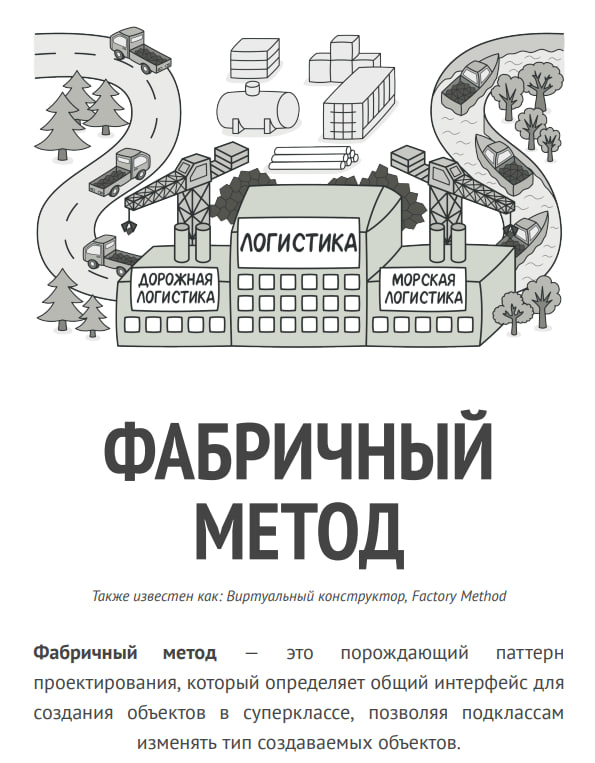 ЛОГИСТИКА
ДОРОЖНАЯ
ЛОГИСТИКА
МОРСКАЯ
ЛОГИСТИКА
ФАБРИЧНЫЙ
МЕТОД
Также известен как: Виртуальный конструктор, Factory Method
Фабричный метод — это порождающий паттерн
проектирования, который определяет общий интерфейс для
создания объектов в суперклассе, позволяя подклассам
изменять тип создаваемых объектов.